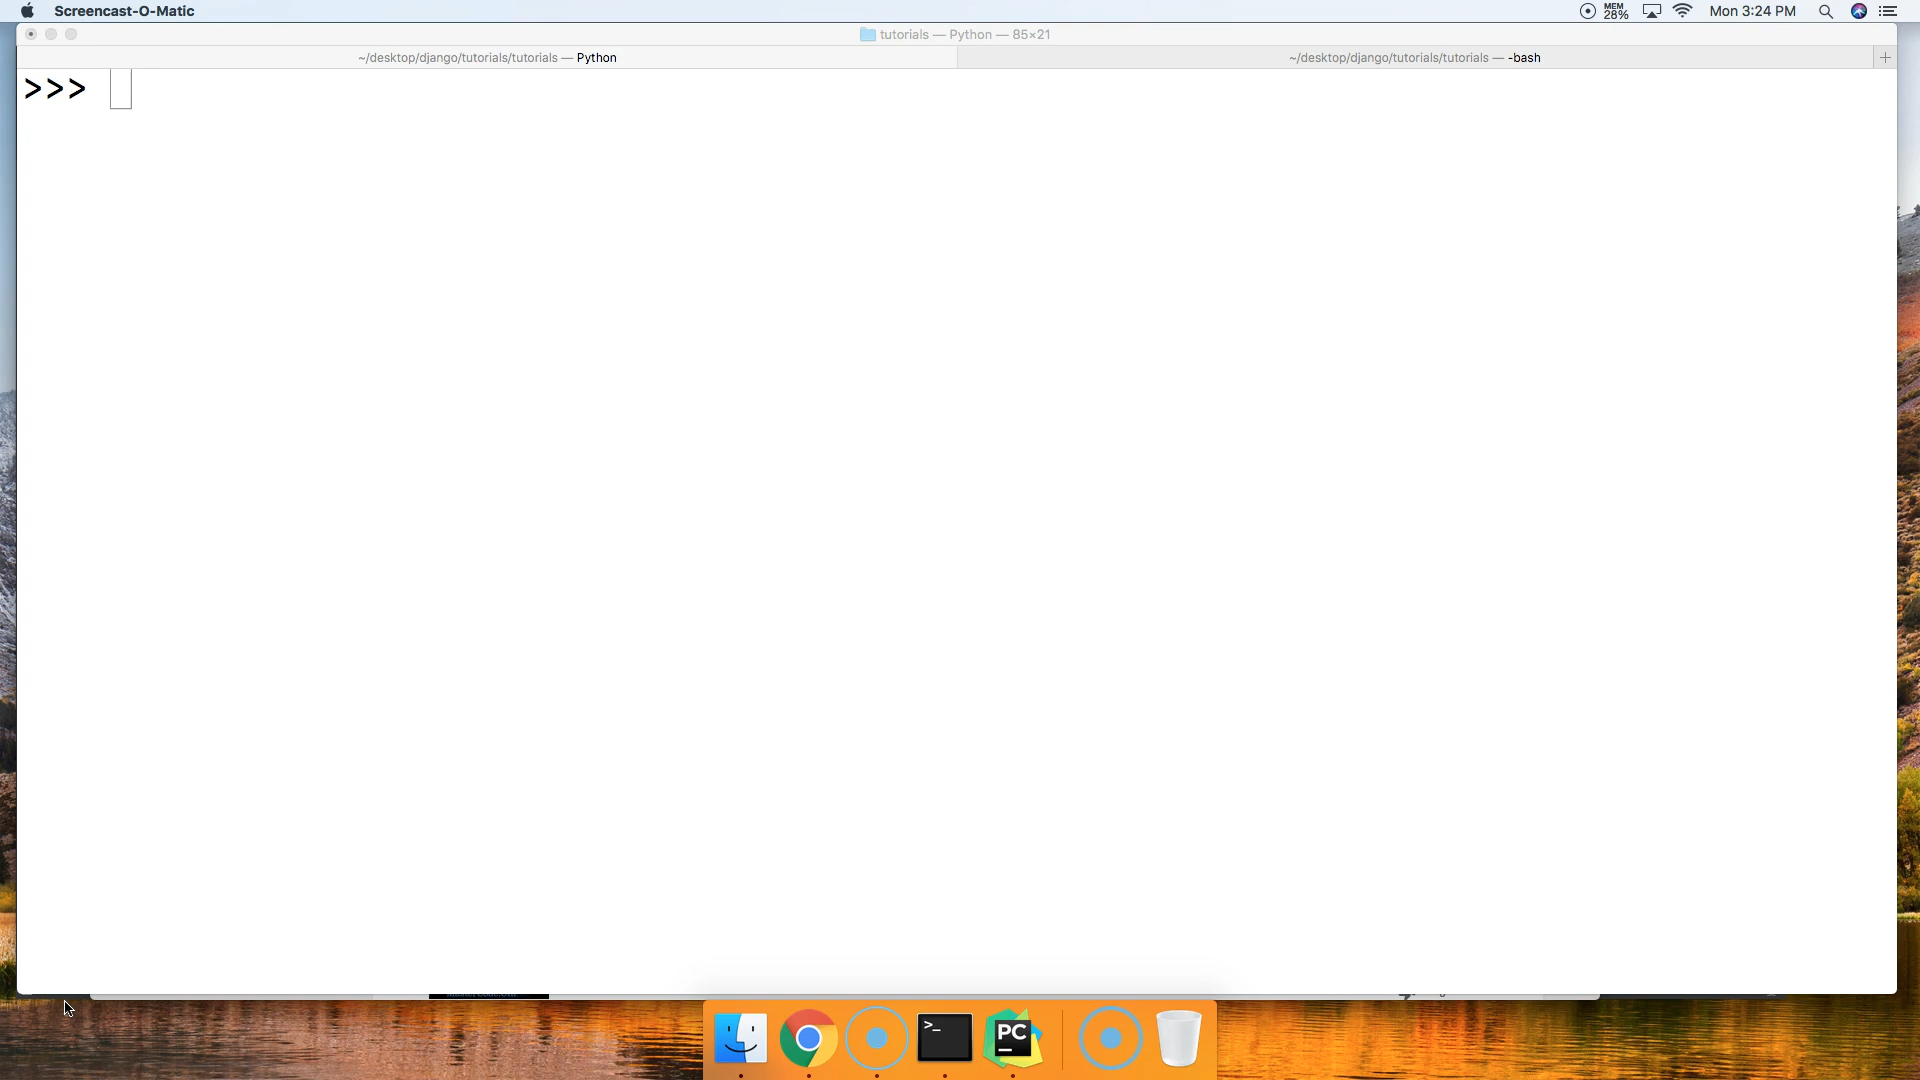 Screencast-O-Matic
MEM
28%
Mon 3:24 PM
tutorials — Python — 85×21
~/desktop/django/tutorials/tutorials — Python
~/desktop/django/tutorials/tutorials — -bash
>>>
>_
PC